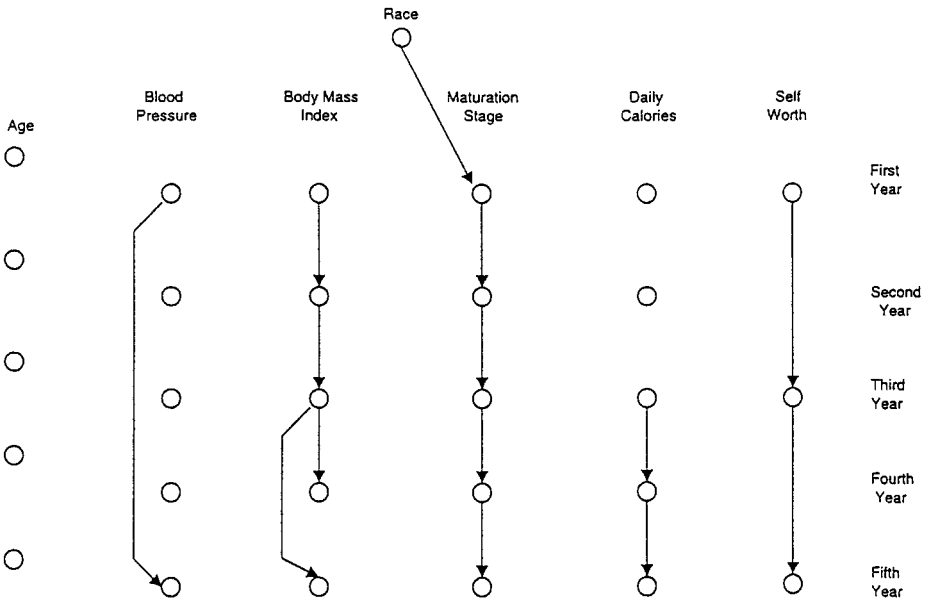 Race
Age
Blood
Pressure
Body Mass
Index
Maturation
Stage
Daily
Calories
Self
Worth
First
Year
Second
Year
Third
Year
Fourth
Year
Fifth
Year